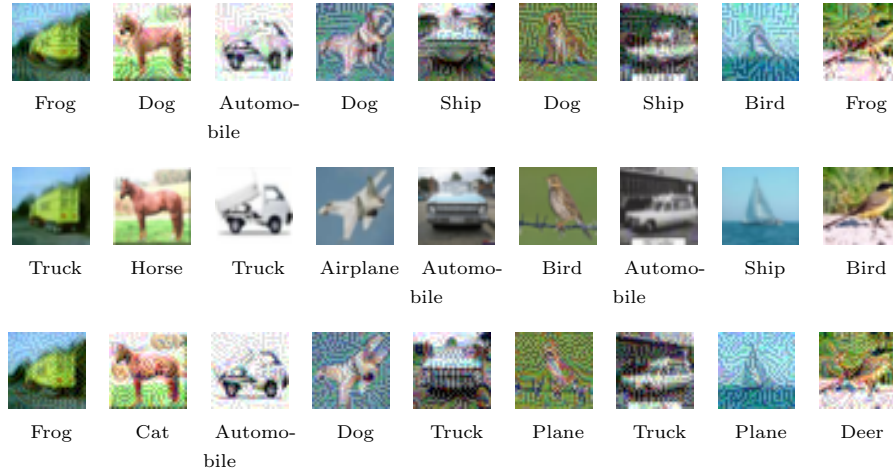 Frog Dog Automo- Dog Ship Dog Ship Bird Frog
bile
Truck Horse Truck Airplane Automo- Bird Automo- Ship Bird
bile bile
Frog Cat Automo- Dog Truck Plane Truck Plane Deer
bile